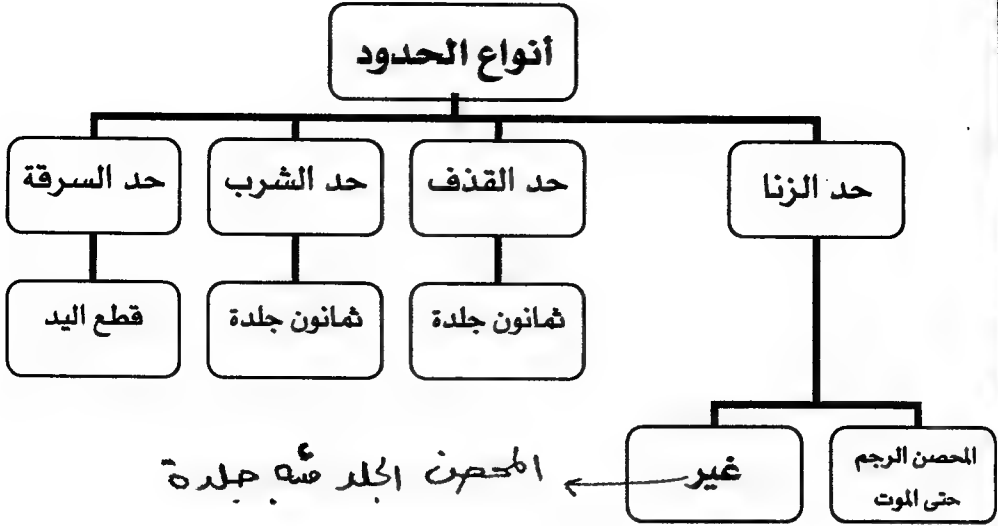 أنواع الحدود
حد الزنا
حد القذف
حد الشرب
حد السرقة
ثمانون جلدة
ثمانون جلدة
قطع اليد
المحصن الرجم
حتى الموت
غير
المحصن الجلد مئة جلدة